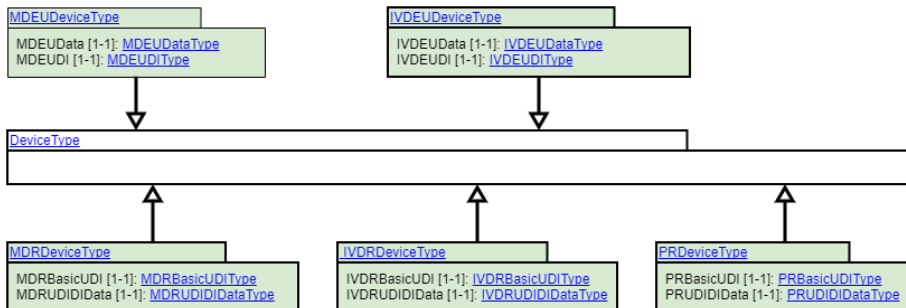 MDEUDeviceType
MDEUData [1-1]: MDEUDataType
MDEUDI [1-1]: MDEUDIType
IVDEUDeviceType
IVDEUData [1-1]: IVDEUDataType
IVDEUDI [1-1]: IVDEUDIType
DeviceType
MDRDeviceType
MDRBasicUDI [1-1]: MDRBasicUDIType
MDRUDIDIData [1-1]: MDRUDIDIDataType
IVDRDeviceType
IVDRBasicUDI [1-1]: IVDRBasicUDIType
IVDRUDIDIData [1-1]: IVDRUDIDIDataType
PRDeviceType
PRBasicUDI [1-1]: PRBasicUDIType
PRUDIDIData [1-1]: PRUDIDIDataType